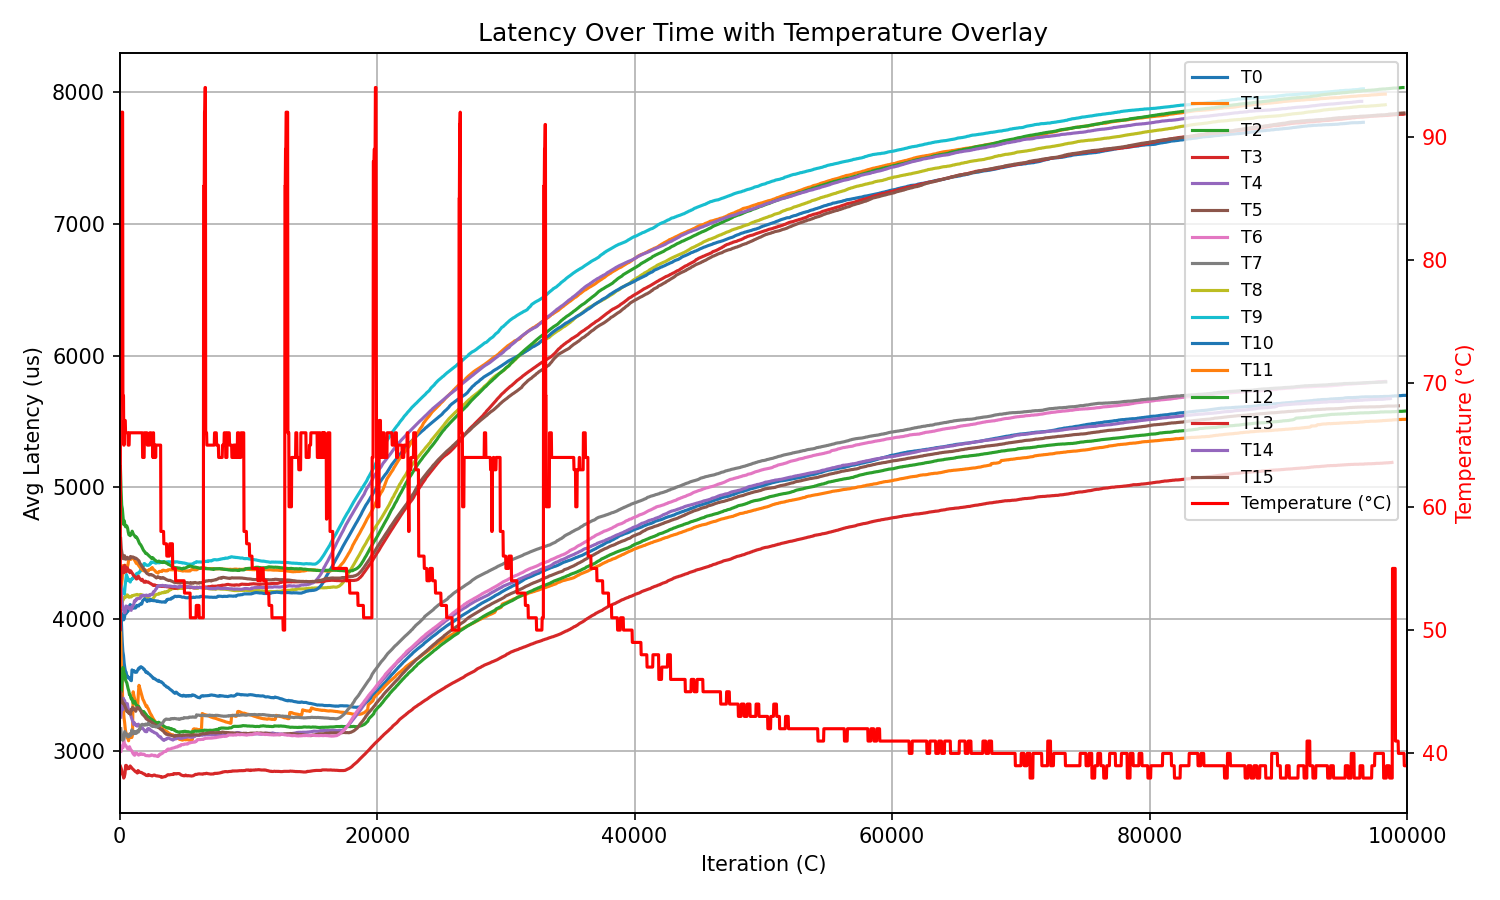 Latency Over Time with Temperature Overlay
8000
7000
6000
5000
4000
3000
Avg Latency (us)
0
20000
40000
60000
80000
100000
Iteration (C)
90
80
70
60
50
40
Temperature (°C)
T0
T1
T2
T3
T4
T5
T6
T7
T8
T9
T10
T11
T12
T13
T14
T15
Temperature (°C)